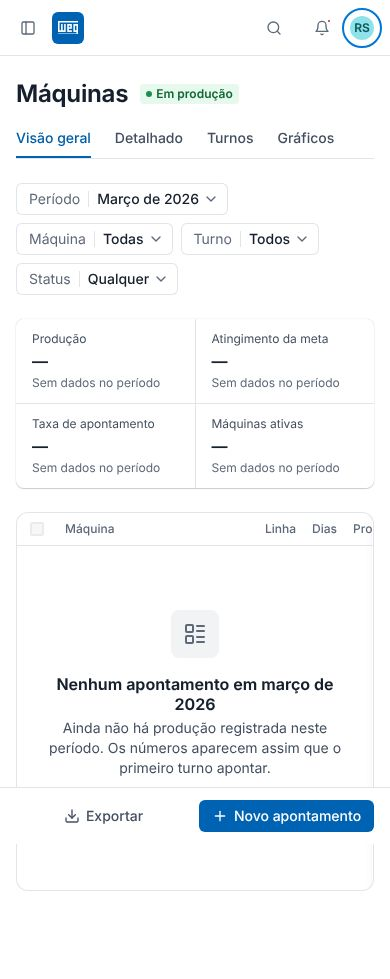 weg
RS
Máquinas
Em produção
Visão geral
Detalhado
Turnos
Gráficos
Período
Março de 2026
Máquina
Todas
Turno
Todos
Status
Qualquer
Produção
—
Sem dados no período
Atingimento da meta
—
Sem dados no período
Taxa de apontamento
—
Sem dados no período
Máquinas ativas
—
Sem dados no período
Máquina
Linha
Dias
Pro
Nenhum apontamento em março de
2026
Ainda não há produção registrada neste
período. Os números aparecem assim que o
primeiro turno apontar.
Exportar
Novo apontamento